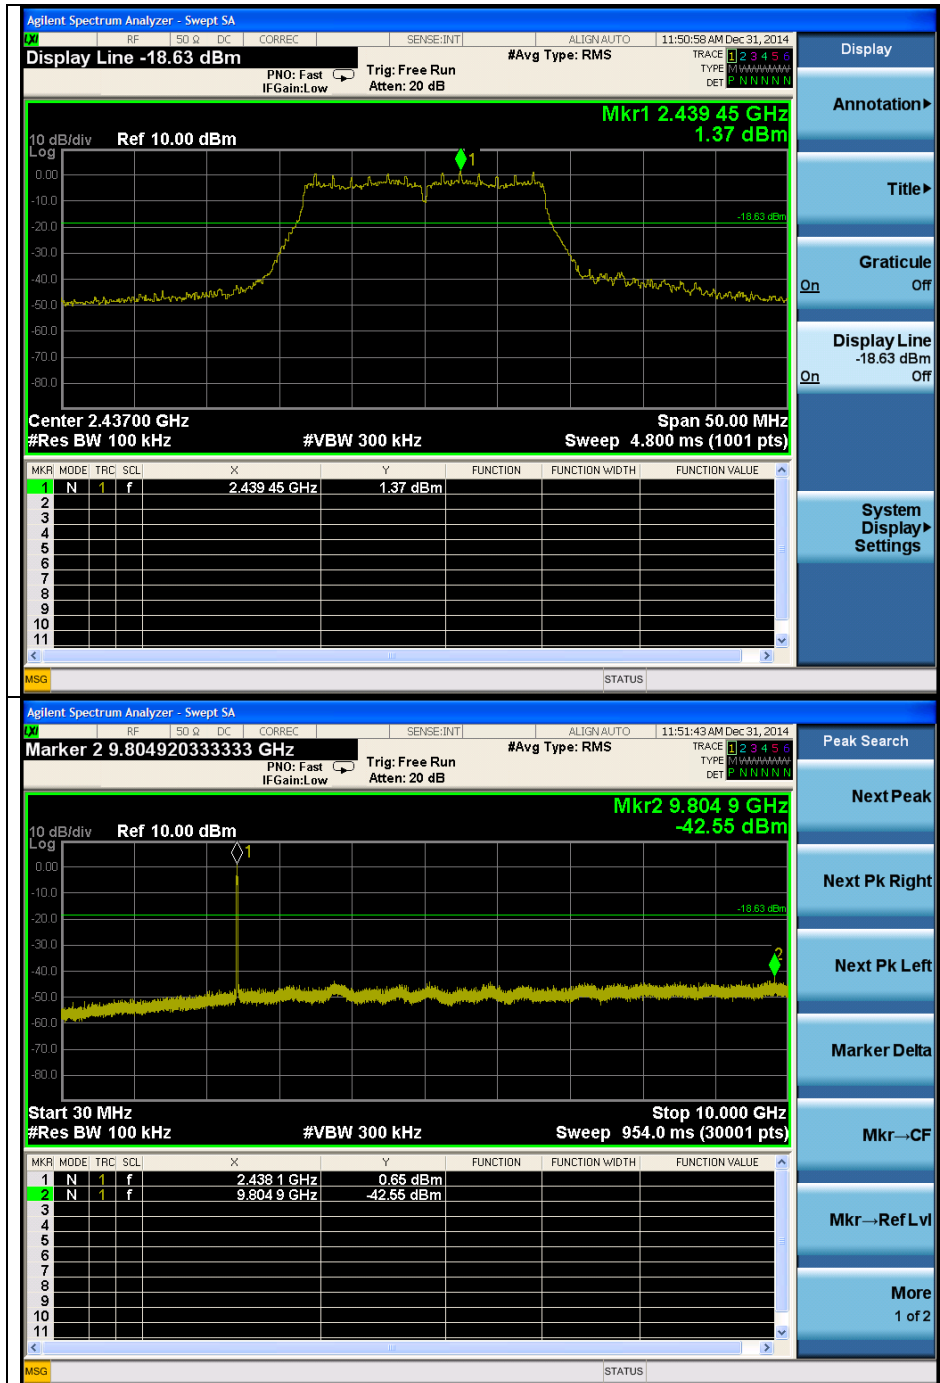 Agilent Spectrum Analyzer - Swept SA
LXI RF 50 Ω DC CORREC SENSE:INT ALIGN AUTO 11:50:58 AM Dec 31, 2014
Display Line -18.63 dBm
#Avg Type: RMS
TRACE 1 2 3 4 5 6
PNO: Fast Trig: Free Run
TYPE M WWWWW
IFGain:Low Atten: 20 dB
DET P N N N N N
Mkr1 2.439 45 GHz
1.37 dBm
10 dB/div Ref 10.00 dBm
Log
1
0.00
-10.0
-18.63 dBm
-20.0
-30.0
-40.0
-50.0
-60.0
-70.0
-80.0
Center 2.43700 GHz Span 50.00 MHz
#Res BW 100 kHz #VBW 300 kHz Sweep 4.800 ms (1001 pts)
MKR MODE TRC SCL X Y FUNCTION FUNCTION WIDTH FUNCTION VALUE
1 N 1 f 2.439 45 GHz 1.37 dBm
2
3
4
5
6
7
8
9
10
11
MSG STATUS
Display
Annotation
Title
Graticule
On Off
Display Line
-18.63 dBm
On Off
System
Display
Settings
Agilent Spectrum Analyzer - Swept SA
LXI RF 50 Ω DC CORREC SENSE:INT ALIGN AUTO 11:51:43 AM Dec 31, 2014
Marker 2 9.804920333333 GHz
#Avg Type: RMS
TRACE 1 2 3 4 5 6
PNO: Fast Trig: Free Run
TYPE M WWWWW
IFGain:Low Atten: 20 dB
DET P N N N N N
Mkr2 9.804 9 GHz
-42.55 dBm
10 dB/div Ref 10.00 dBm
Log
1
0.00
-10.0
-18.63 dBm
-20.0
-30.0
2
-40.0
-50.0
-60.0
-70.0
-80.0
Start 30 MHz Stop 10.000 GHz
#Res BW 100 kHz #VBW 300 kHz Sweep 954.0 ms (30001 pts)
MKR MODE TRC SCL X Y FUNCTION FUNCTION WIDTH FUNCTION VALUE
1 N 1 f 2.438 1 GHz 0.65 dBm
2 N 1 f 9.804 9 GHz -42.55 dBm
3
4
5
6
7
8
9
10
11
MSG STATUS
Peak Search
Next Peak
Next Pk Right
Next Pk Left
Marker Delta
Mkr→CF
Mkr→Ref Lvl
More
1 of 2